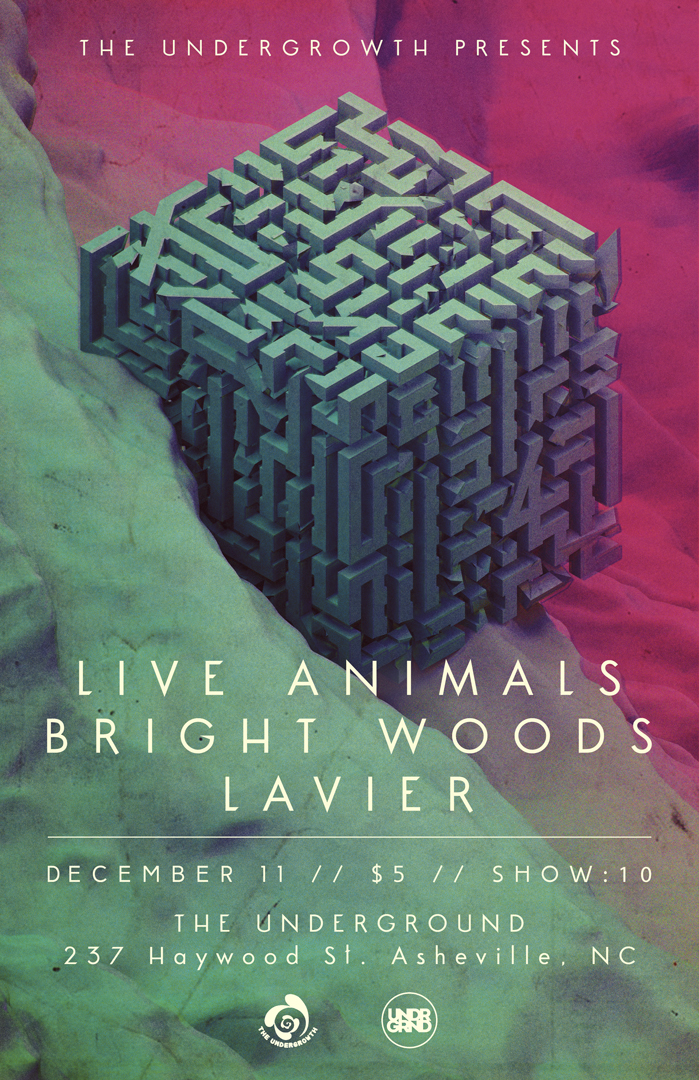 THE UNDERGROWTH PRESENTS
LIVE ANIMALS
BRIGHT WOODS
LAVIER
DECEMBER 11 // $5 // SHOW:10
THE UNDERGROUND
237 Haywood St. Asheville, NC
THE UNDERGROWTH
UNDR
GRND